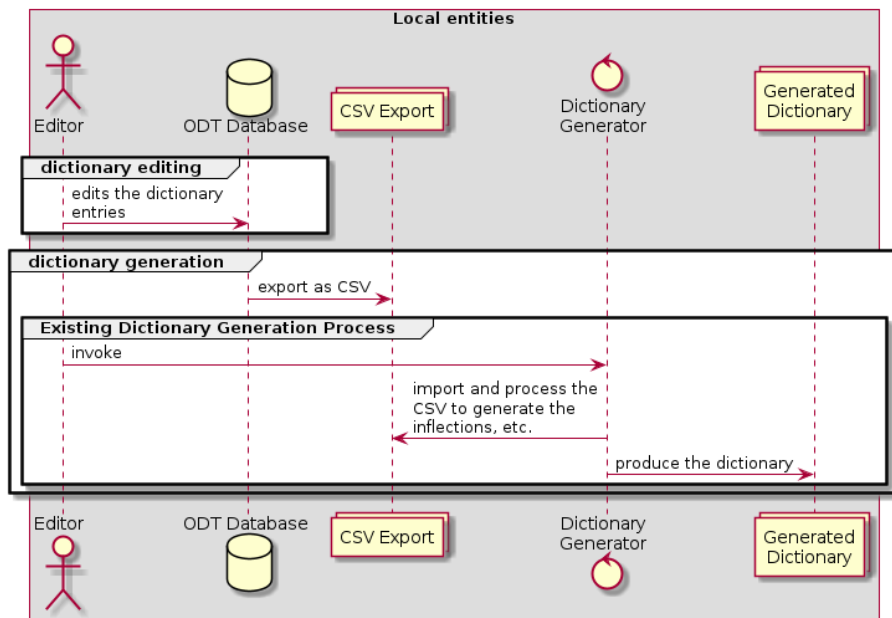 Local entities
Editor
ODT Database
CSV Export
Dictionary
Generator
Generated
Dictionary
dictionary editing
edits the dictionary
entries
dictionary generation
export as CSV
Existing Dictionary Generation Process
invoke
import and process the
CSV to generate the
inflections, etc.
produce the dictionary
Editor
ODT Database
CSV Export
Dictionary
Generator
Generated
Dictionary